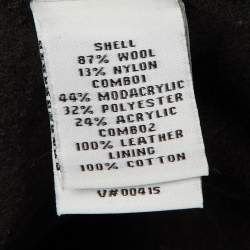 SHELL
87% WOOL
13% NYLON
COMBO1
44% MODACRYLIC
32% POLYESTER
24% ACRYLIC
COMBO2
100% LEATHER
LINING
100% COTTON
V#00415